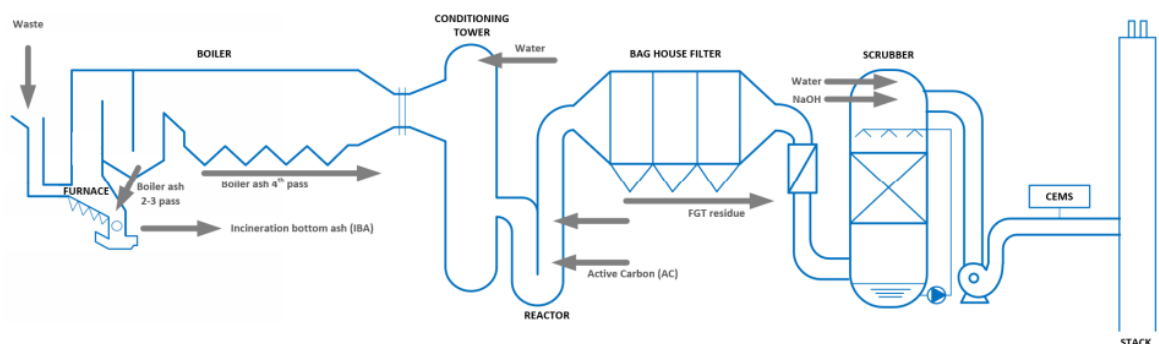 Waste
BOILER
CONDITIONING
TOWER
Water
BAG HOUSE FILTER
SCRUBBER
Water
NaOH
FURNACE
Boiler ash
2-3 pass
Boiler ash 4th pass
Incineration bottom ash (IBA)
FGT residue
Active Carbon (AC)
REACTOR
CEMS
STACK